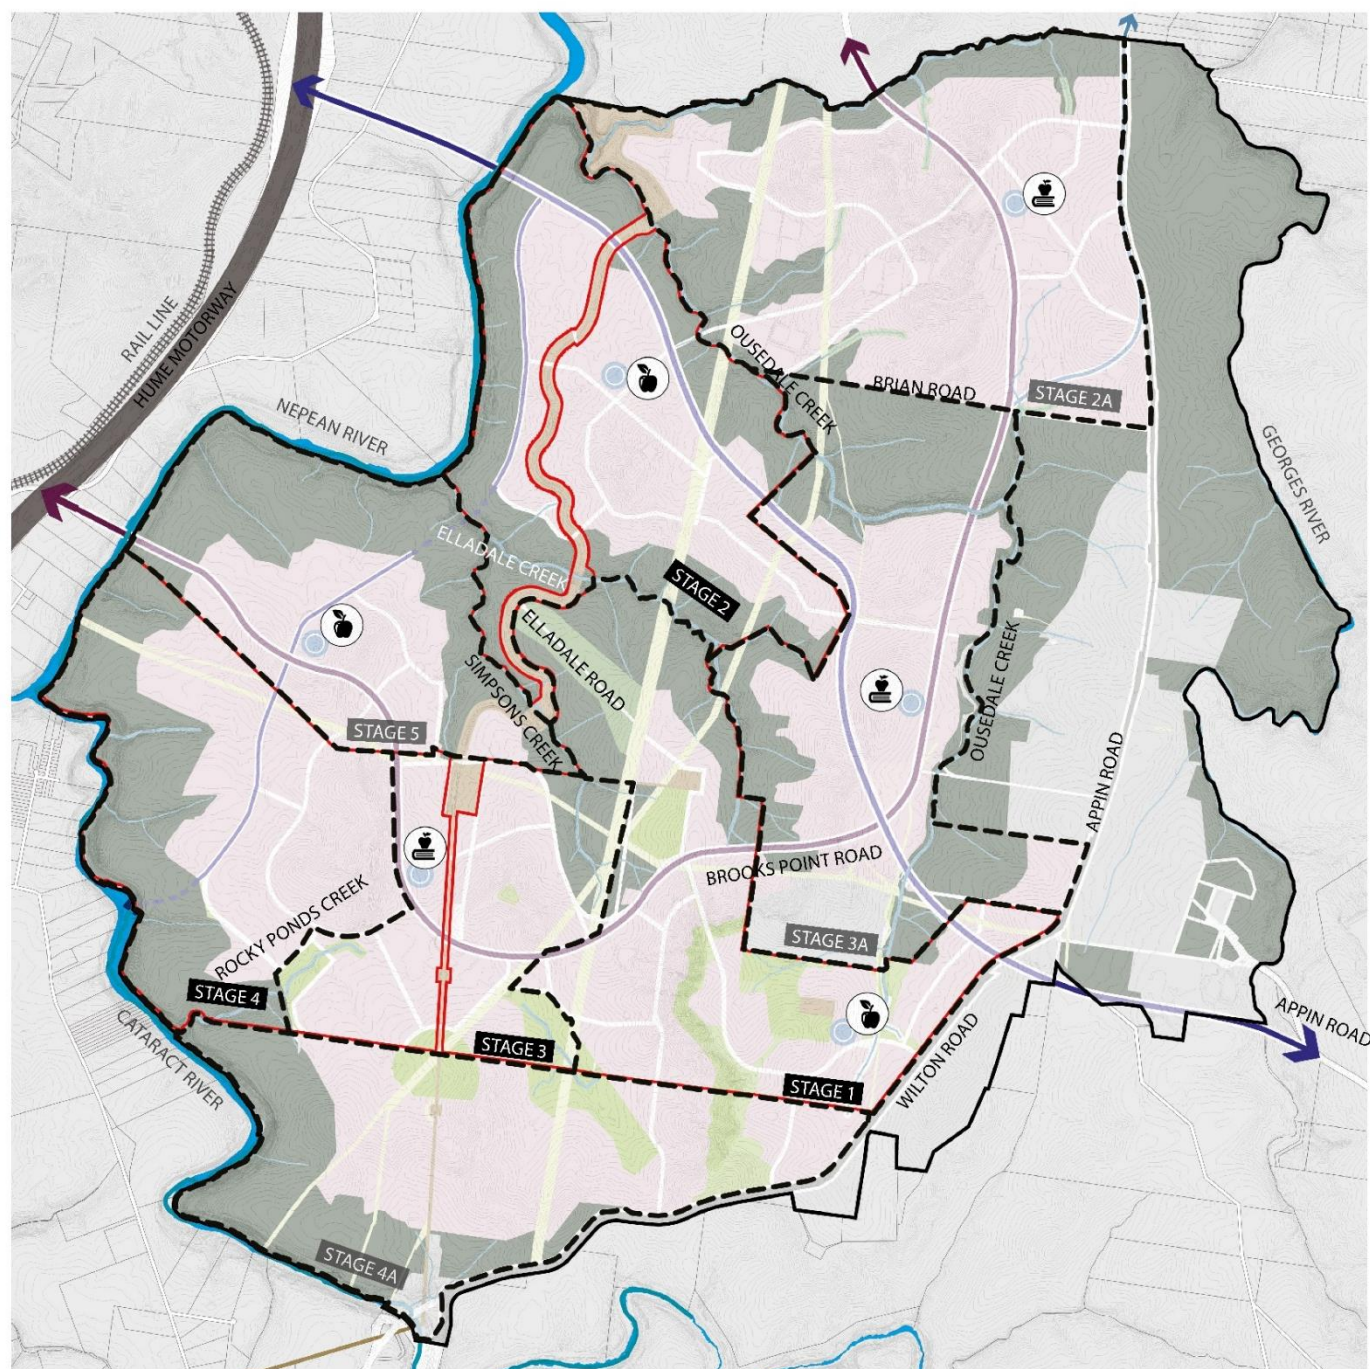 RAIL LINE
HUME MOTORWAY
NEPEAN RIVER
OUSEDALE CREEK
BRIAN ROAD
STAGE 2A
GEORGES RIVER
ELLADALE CREEK
STAGE 2
ELLADALE ROAD
SIMPSONS CREEK
OUSEDALE CREEK
STAGE 5
APPIN ROAD
BROOKS POINT ROAD
ROCKY PONDS CREEK
STAGE 3A
STAGE 4
CATARACT RIVER
STAGE 3
STAGE 1
WILTON ROAD
APPIN ROAD
STAGE 4A